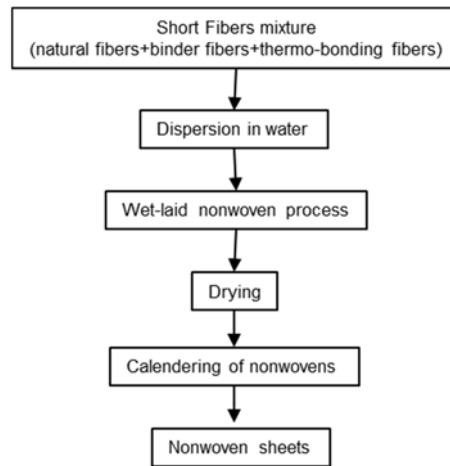 Short Fibers mixture
(natural fibers+binder fibers+thermo-bonding fibers)
Dispersion in water
Wet-laid nonwoven process
Drying
Calendering of nonwovens
Nonwoven sheets